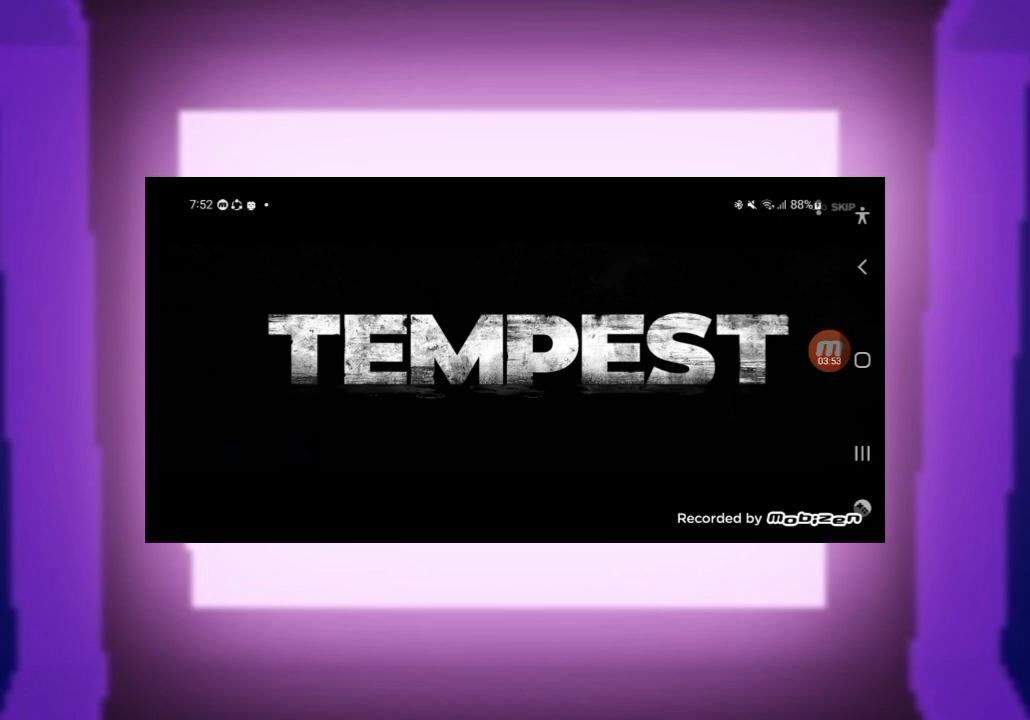 7:52
88%
SKIP
TEMPEST
m
03:53
Recorded by Mobizen